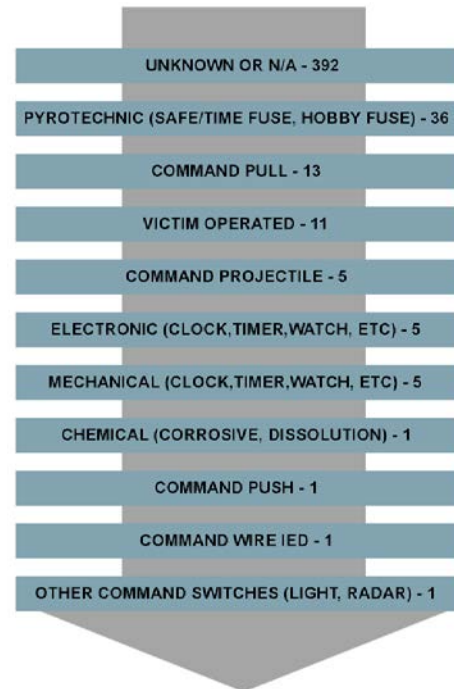 UNKNOWN OR N/A - 392
PYROTECHNIC (SAFE/TIME FUSE, HOBBY FUSE) - 36
COMMAND PULL - 13
VICTIM OPERATED - 11
COMMAND PROJECTILE - 5
ELECTRONIC (CLOCK,TIMER,WATCH, ETC) - 5
MECHANICAL (CLOCK,TIMER,WATCH, ETC) - 5
CHEMICAL (CORROSIVE, DISSOLUTION) - 1
COMMAND PUSH - 1
COMMAND WIRE IED - 1
OTHER COMMAND SWITCHES (LIGHT, RADAR) - 1